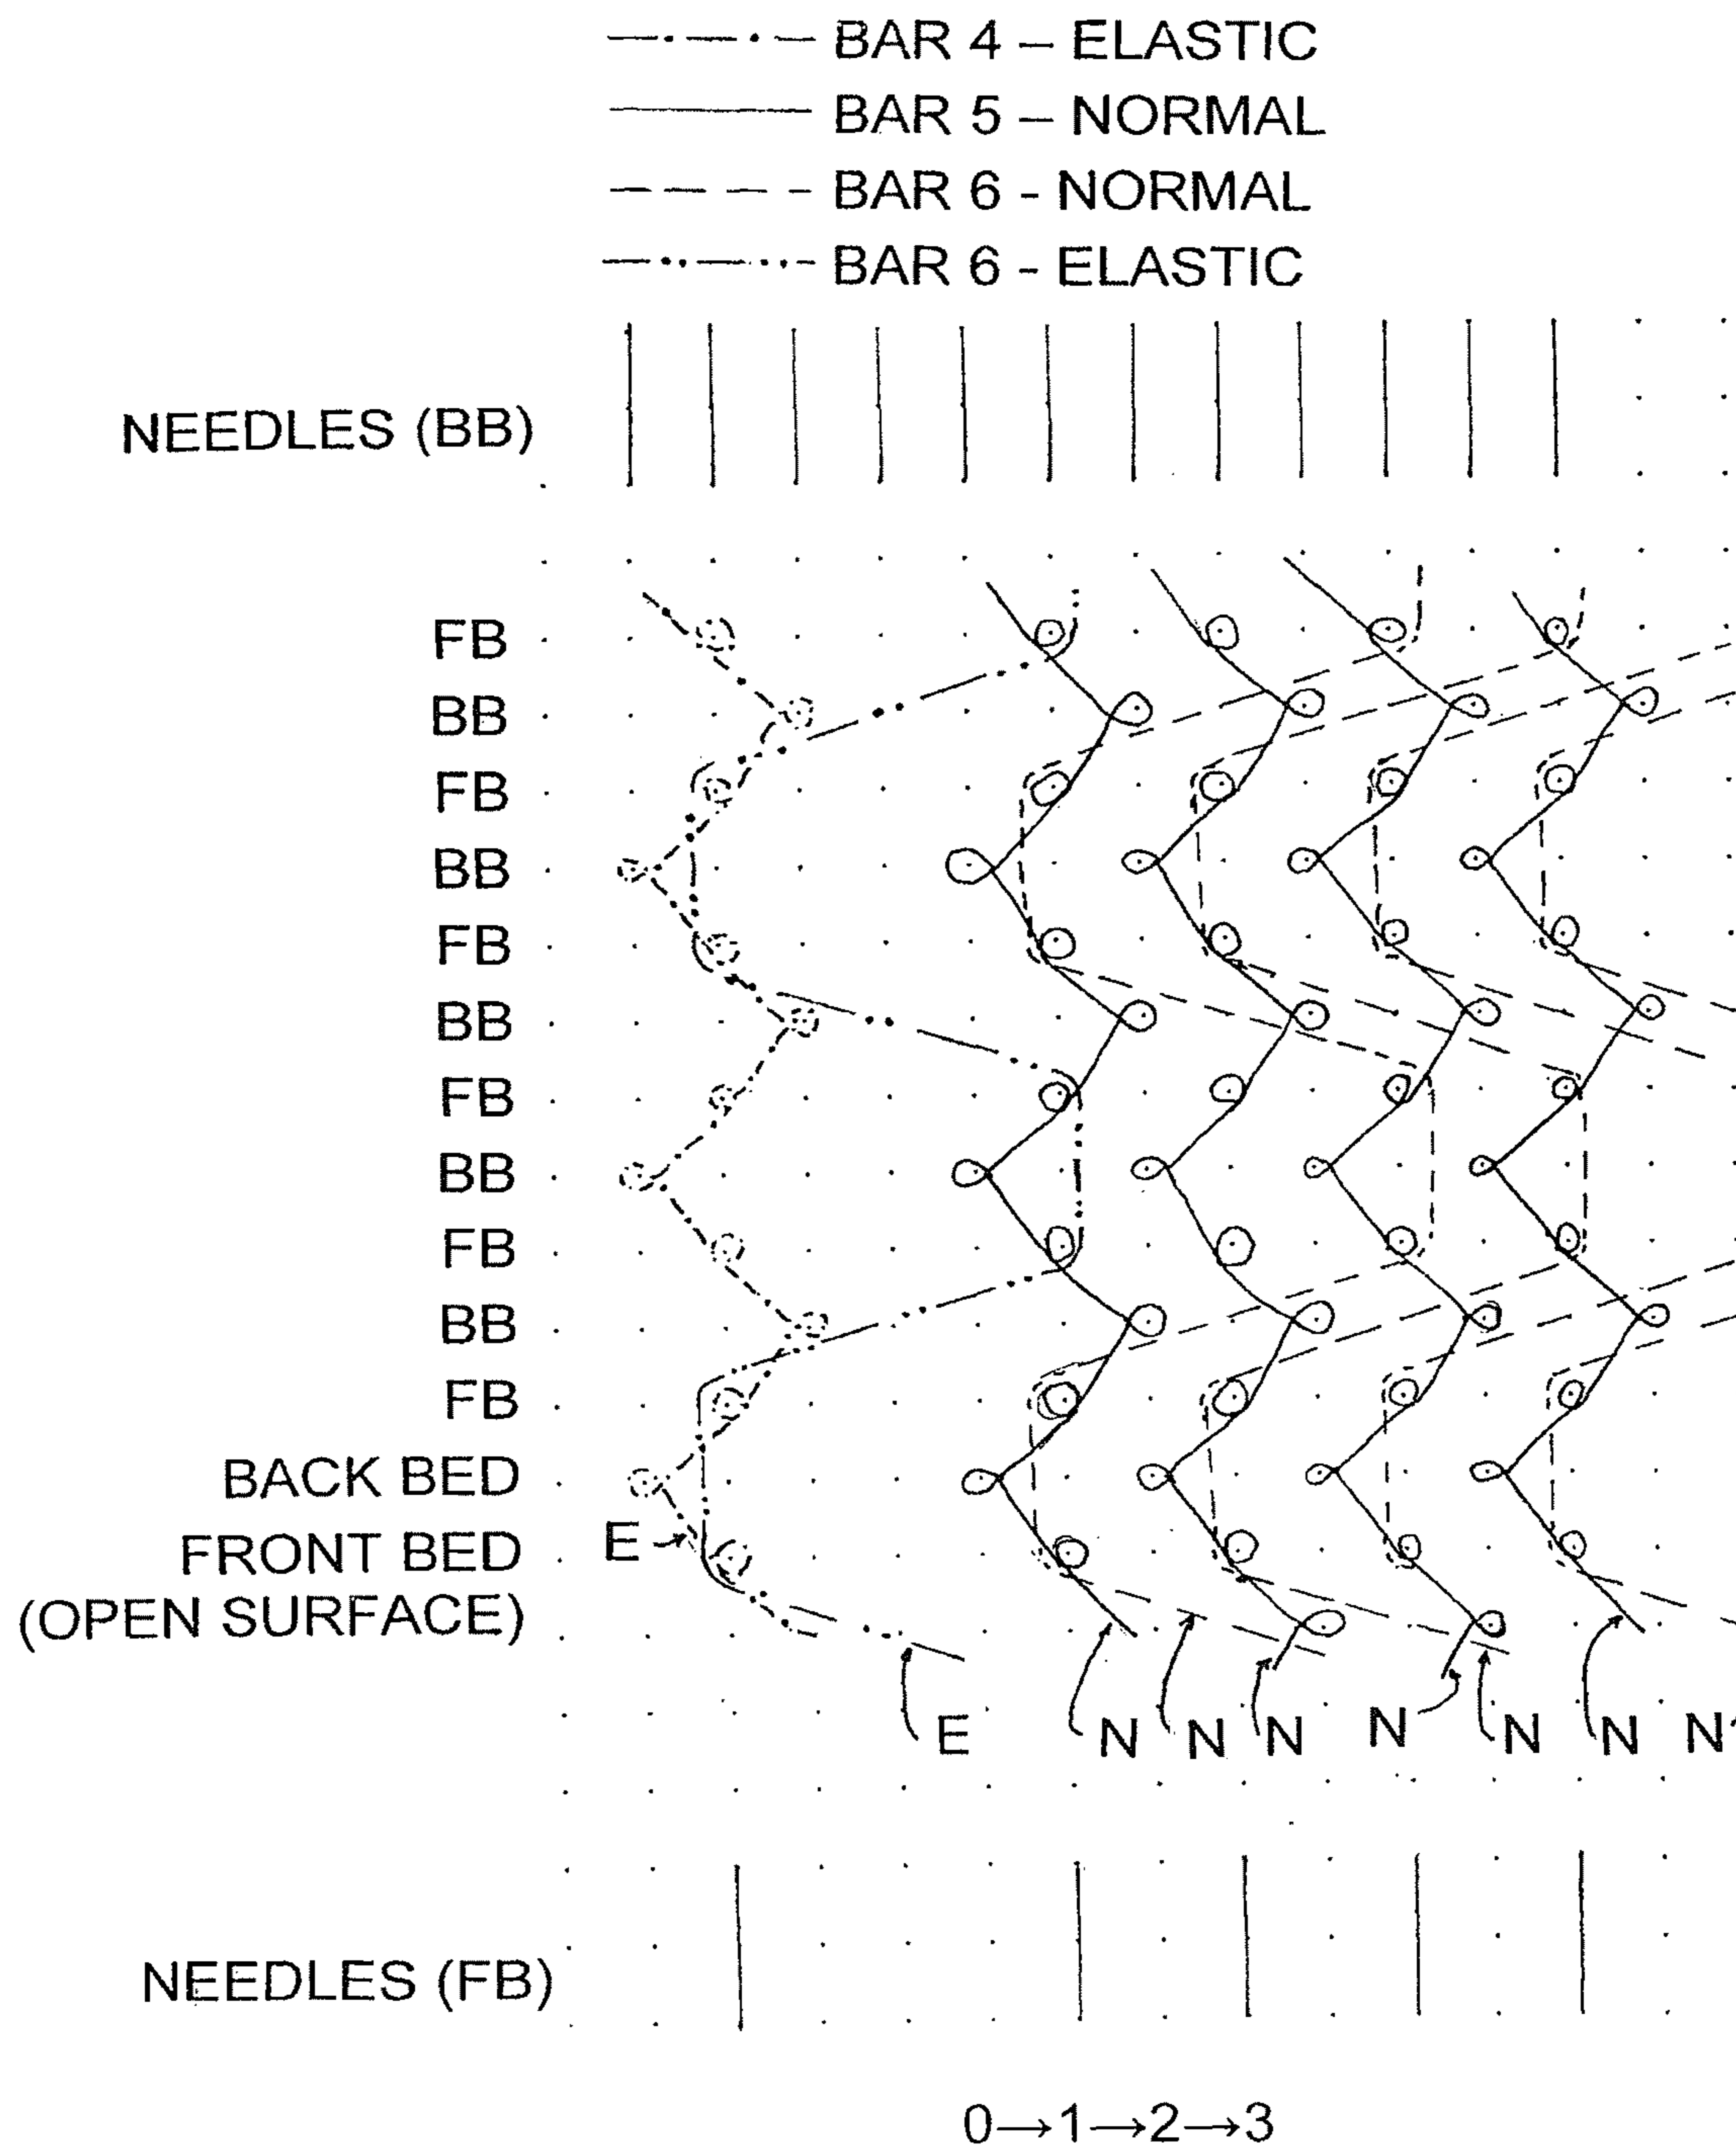 BAR 4 – ELASTIC
BAR 5 – NORMAL
BAR 6 - NORMAL
BAR 6 - ELASTIC
NEEDLES (BB)
FB
BB
FB
BB
FB
BB
FB
BB
FB
BB
FB
BACK BED
FRONT BED
(OPEN SURFACE)
E
E N N N N N N N
NEEDLES (FB)
0→1→2→3